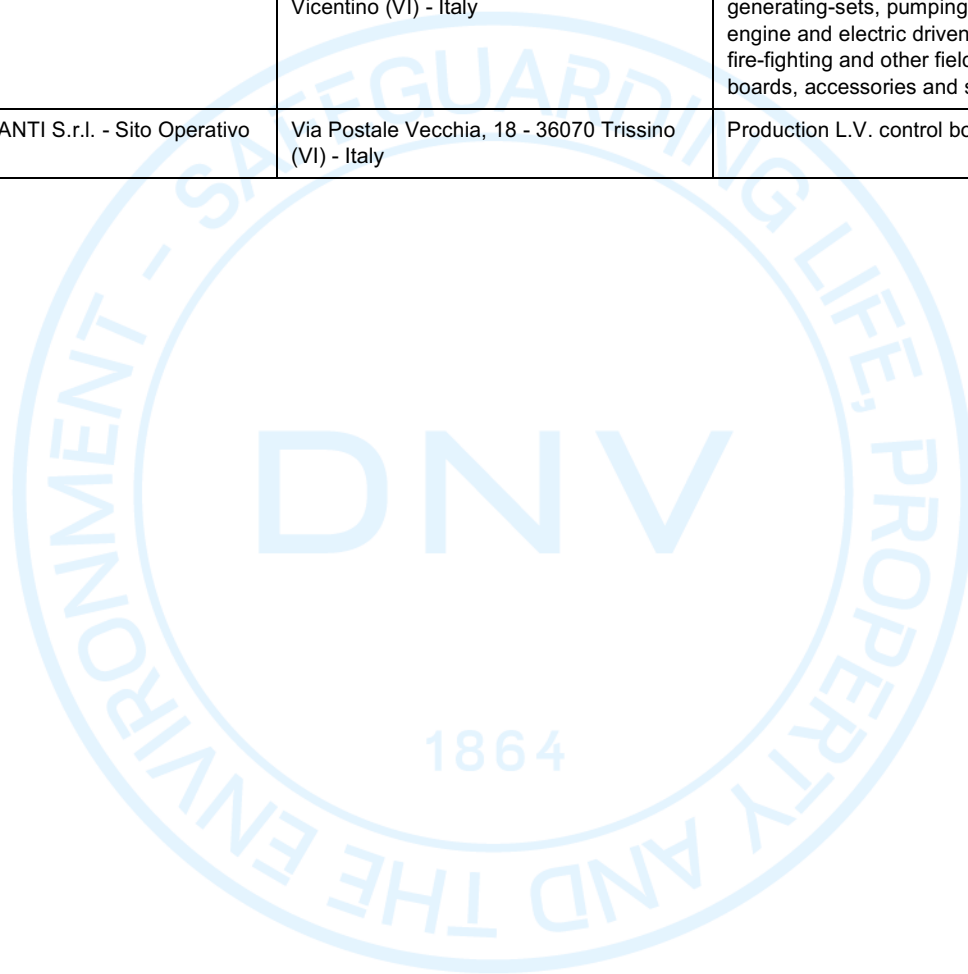 Vicentino (VI) - Italy
generating-sets, pumping
engine and electric driven
fire-fighting and other
boards, accessories and
ANTI S.r.l. - Sito Operativo
Via Postale Vecchia, 18 - 36070 Trissino
(VI) - Italy
Production L.V. control
SAFEGUARDING LIFE, PROPERTY AND THE ENVIRONMENT -
DNV
1864